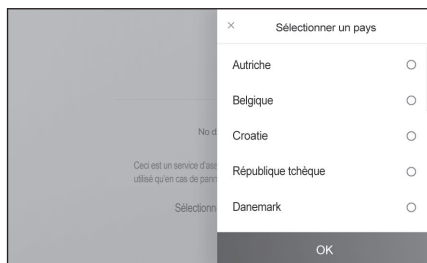 × Sélectionner un pays
Autriche
Belgique
Croatie
République tchèque
Danemark
OK
No d
Ceci est un service d'ass
utilisé qu'en cas de pann
Sélectionn